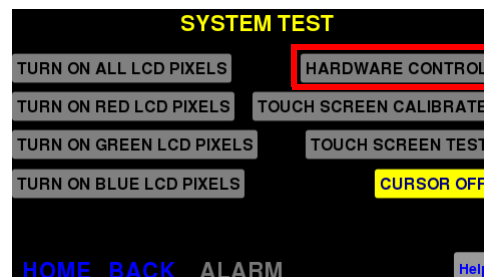 SYSTEM TEST
TURN ON ALL LCD PIXELS HARDWARE CONTROL
TURN ON RED LCD PIXELS TOUCH SCREEN CALIBRATE
TURN ON GREEN LCD PIXELS TOUCH SCREEN TEST
TURN ON BLUE LCD PIXELS CURSOR OFF
HOME BACK ALARM Help